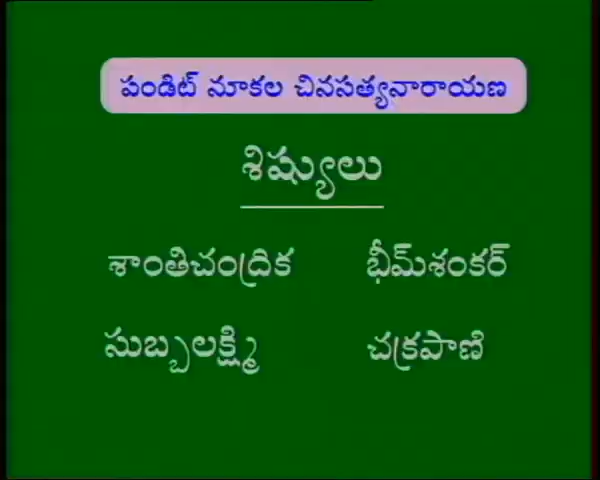 పండిట్ నూకల చినసత్యనారాయణ
శిష్యులు
శాంతిచంద్రిక భీమ్‌శంకర్
సుబ్బలక్ష్మి చక్రపాణి